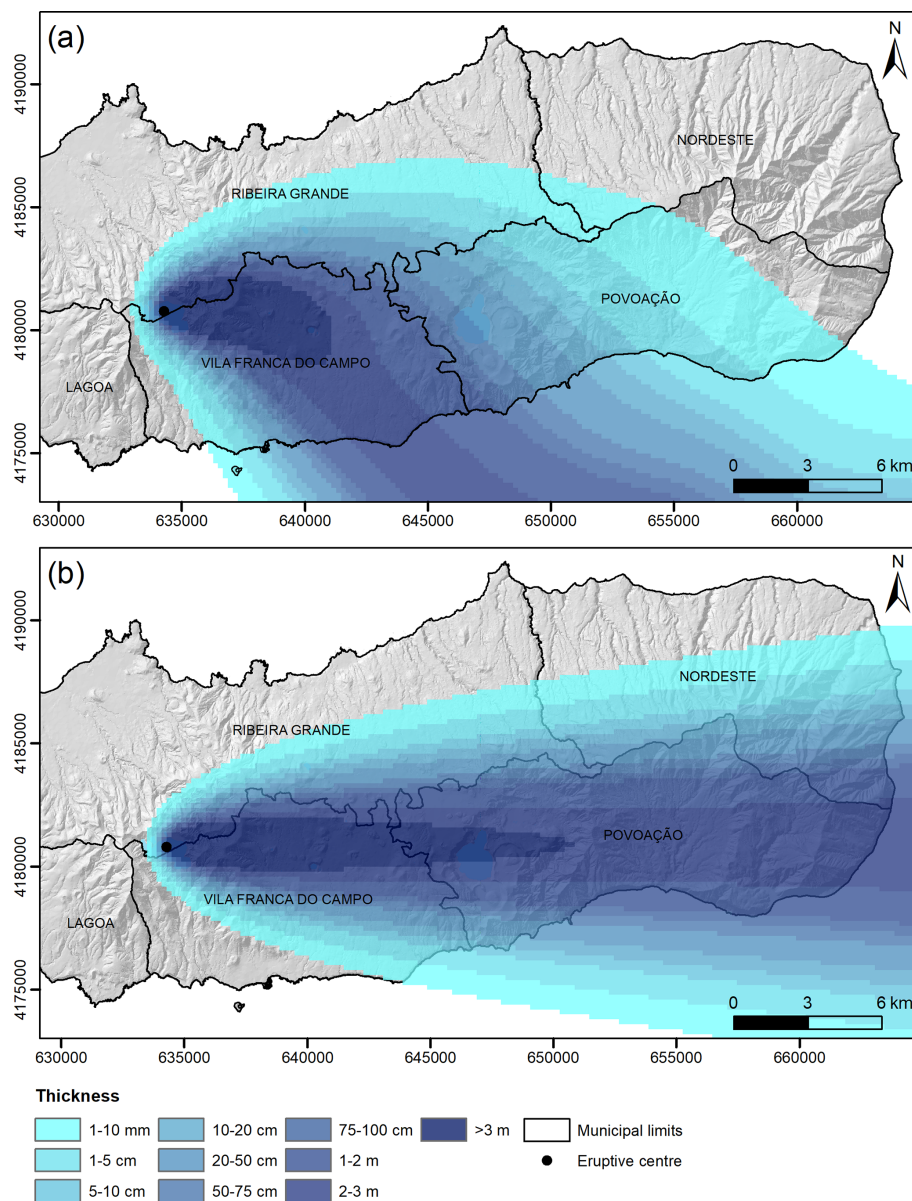 (a)
N
4190000
NORDESTE
4185000
RIBEIRA GRANDE
POVOAÇÃO
4180000
VILA FRANCA DO CAMPO
LAGOA
4175000
0 3 6 km
630000 635000 640000 645000 650000 655000 660000
(b)
N
4190000
NORDESTE
4185000
RIBEIRA GRANDE
POVOAÇÃO
4180000
VILA FRANCA DO CAMPO
LAGOA
4175000
0 3 6 km
630000 635000 640000 645000 650000 655000 660000
Thickness
1-10 mm 10-20 cm 75-100 cm >3 m Municipal limits
1-5 cm 20-50 cm 1-2 m Eruptive centre
5-10 cm 50-75 cm 2-3 m